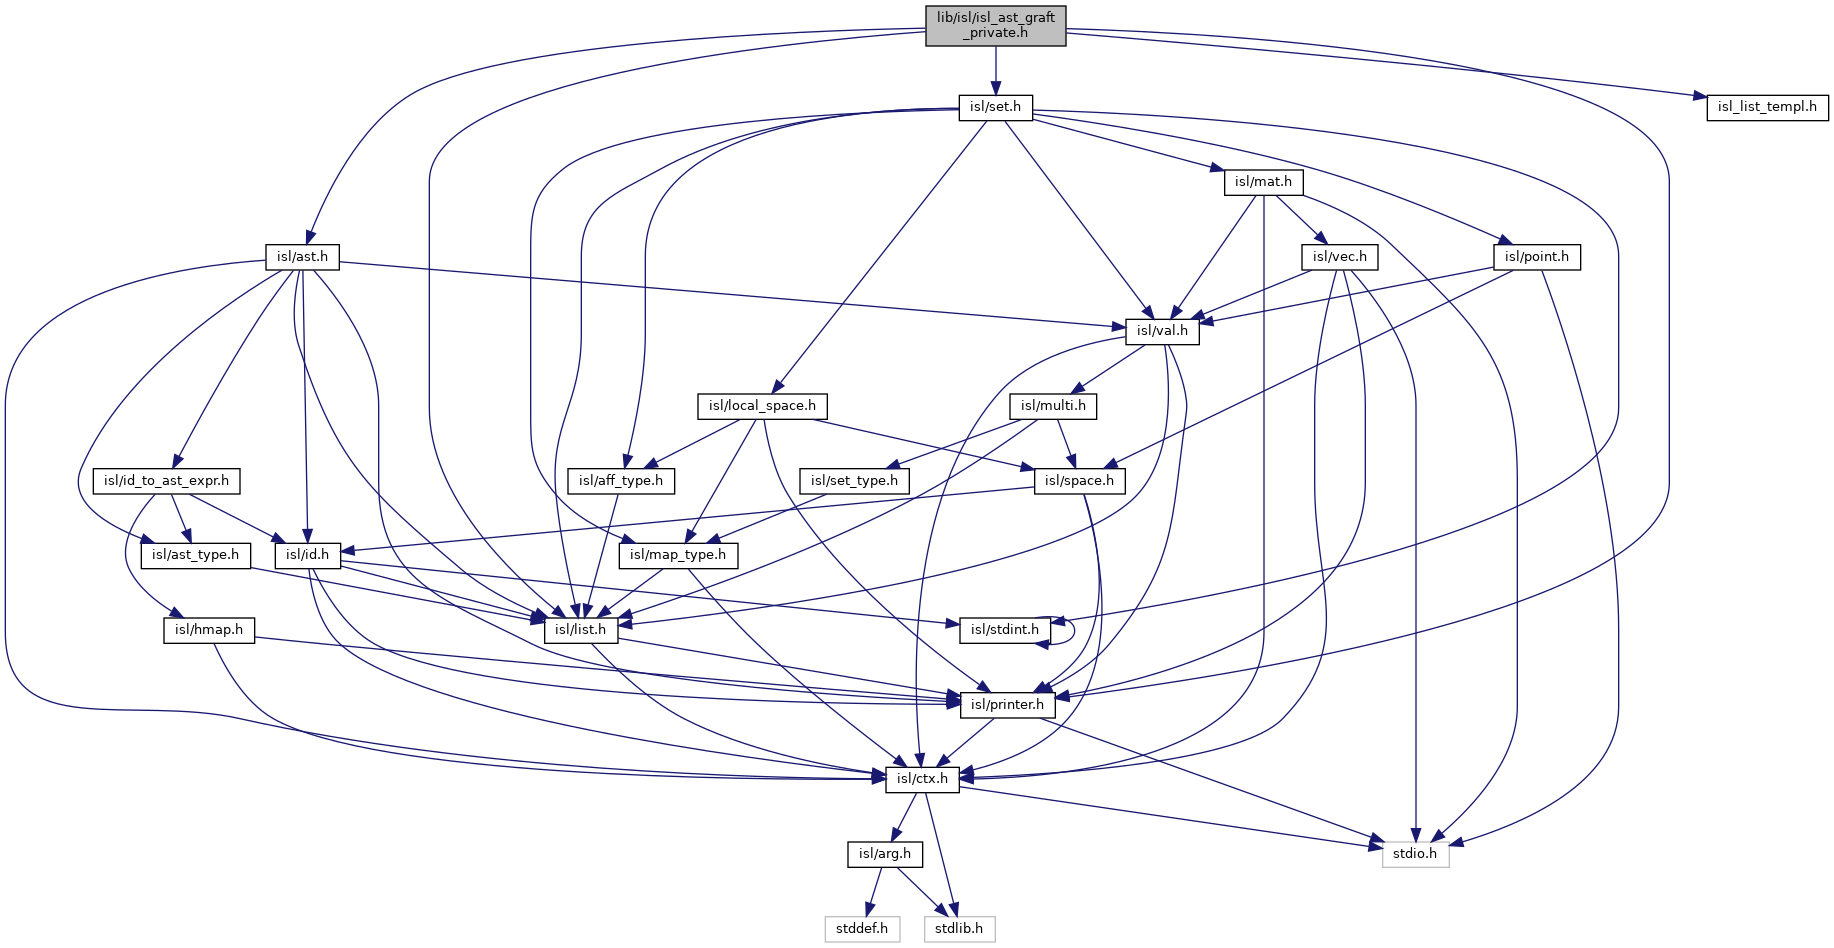 lib/isl/isl_ast_graft
_private.h
isl/set.h
isl_list_templ.h
isl/mat.h
isl/ast.h
isl/vec.h
isl/point.h
isl/val.h
isl/local_space.h
isl/multi.h
isl/id_to_ast_expr.h
isl/aff_type.h
isl/set_type.h
isl/space.h
isl/ast_type.h
isl/id.h
isl/map_type.h
isl/hmap.h
isl/list.h
isl/stdint.h
isl/printer.h
isl/ctx.h
isl/arg.h
stdio.h
stddef.h
stdlib.h